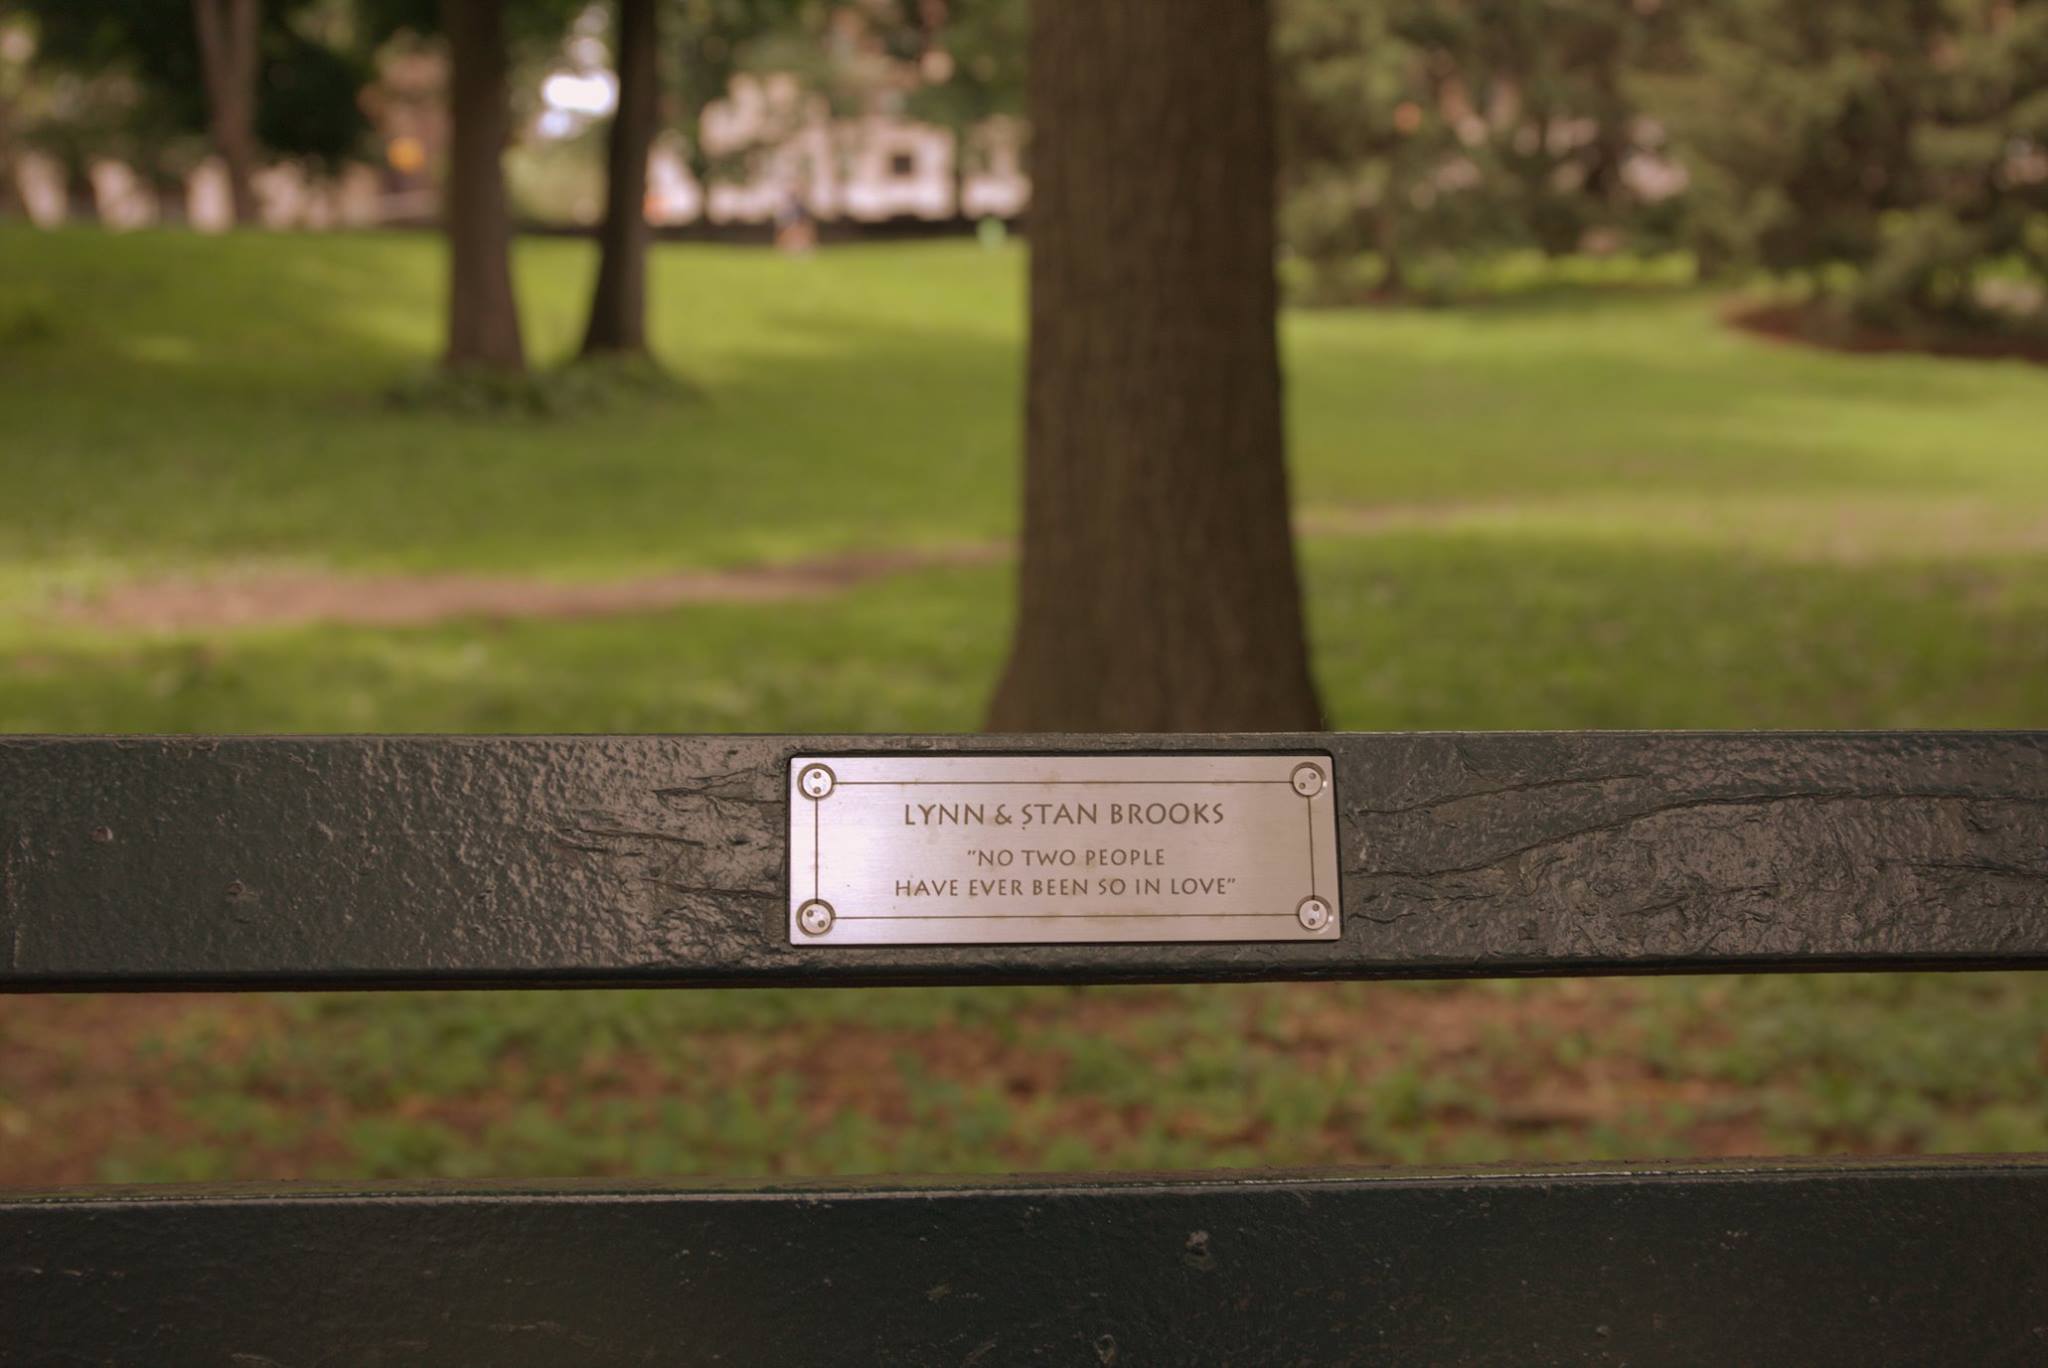 LYNN & STAN BROOKS
"NO TWO PEOPLE
HAVE EVER BEEN SO IN LOVE"